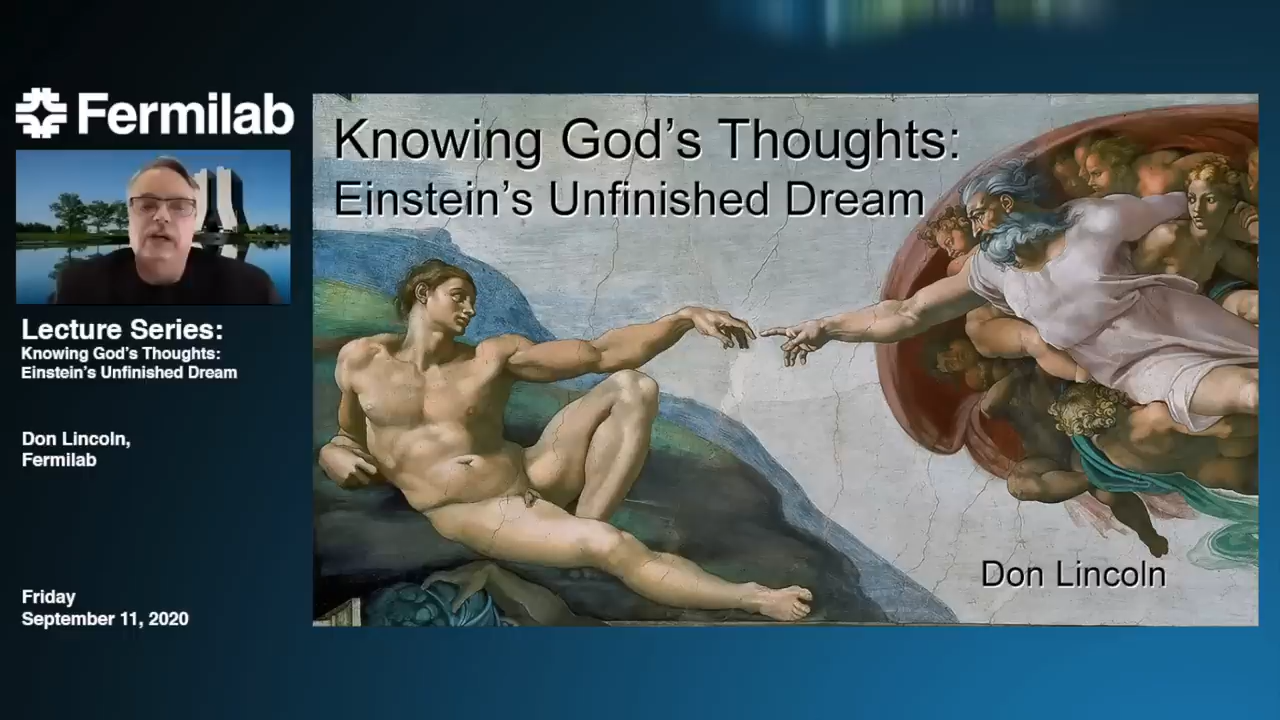 Fermilab
Lecture Series:
Knowing God's Thoughts:
Einstein's Unfinished Dream
Don Lincoln,
Fermilab
Friday
September 11, 2020
Knowing God's Thoughts:
Einstein's Unfinished Dream
Don Lincoln